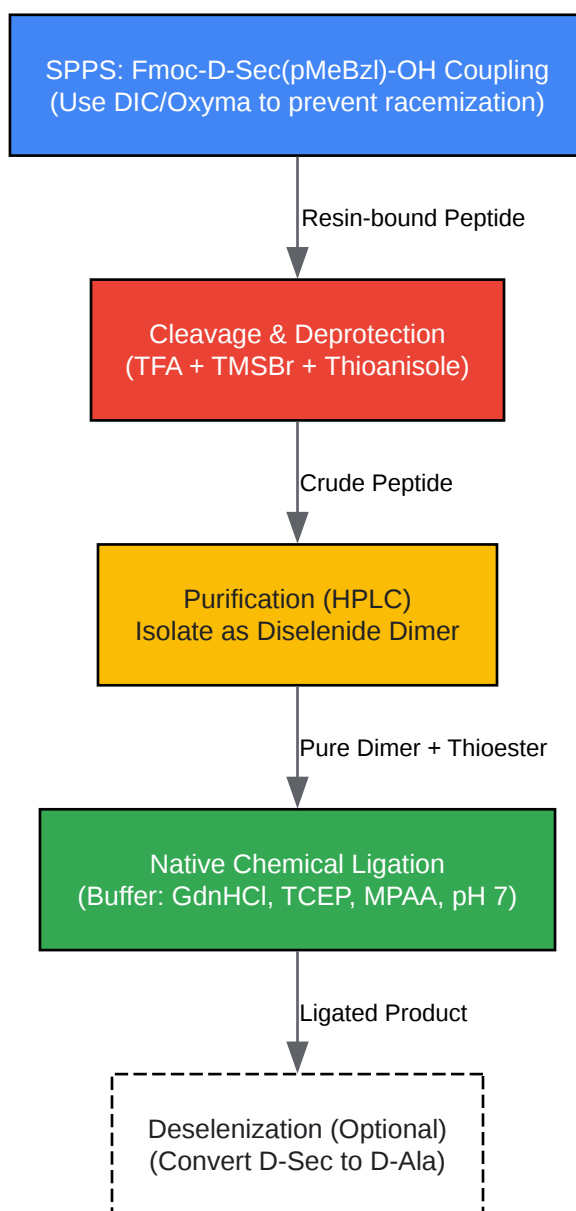 SPPS: Fmoc-D-Sec(pMeBzl)-OH Coupling
(Use DIC/Oxyma to prevent racemization)
Resin-bound Peptide
Cleavage & Deprotection
(TFA + TMSBr + Thioanisole)
Crude Peptide
Purification (HPLC)
Isolate as Diselenide Dimer
Pure Dimer + Thioester
Native Chemical Ligation
(Buffer: GdnHCl, TCEP, MPAA, pH 7)
Ligated Product
Deselenization (Optional)
(Convert D-Sec to D-Ala)